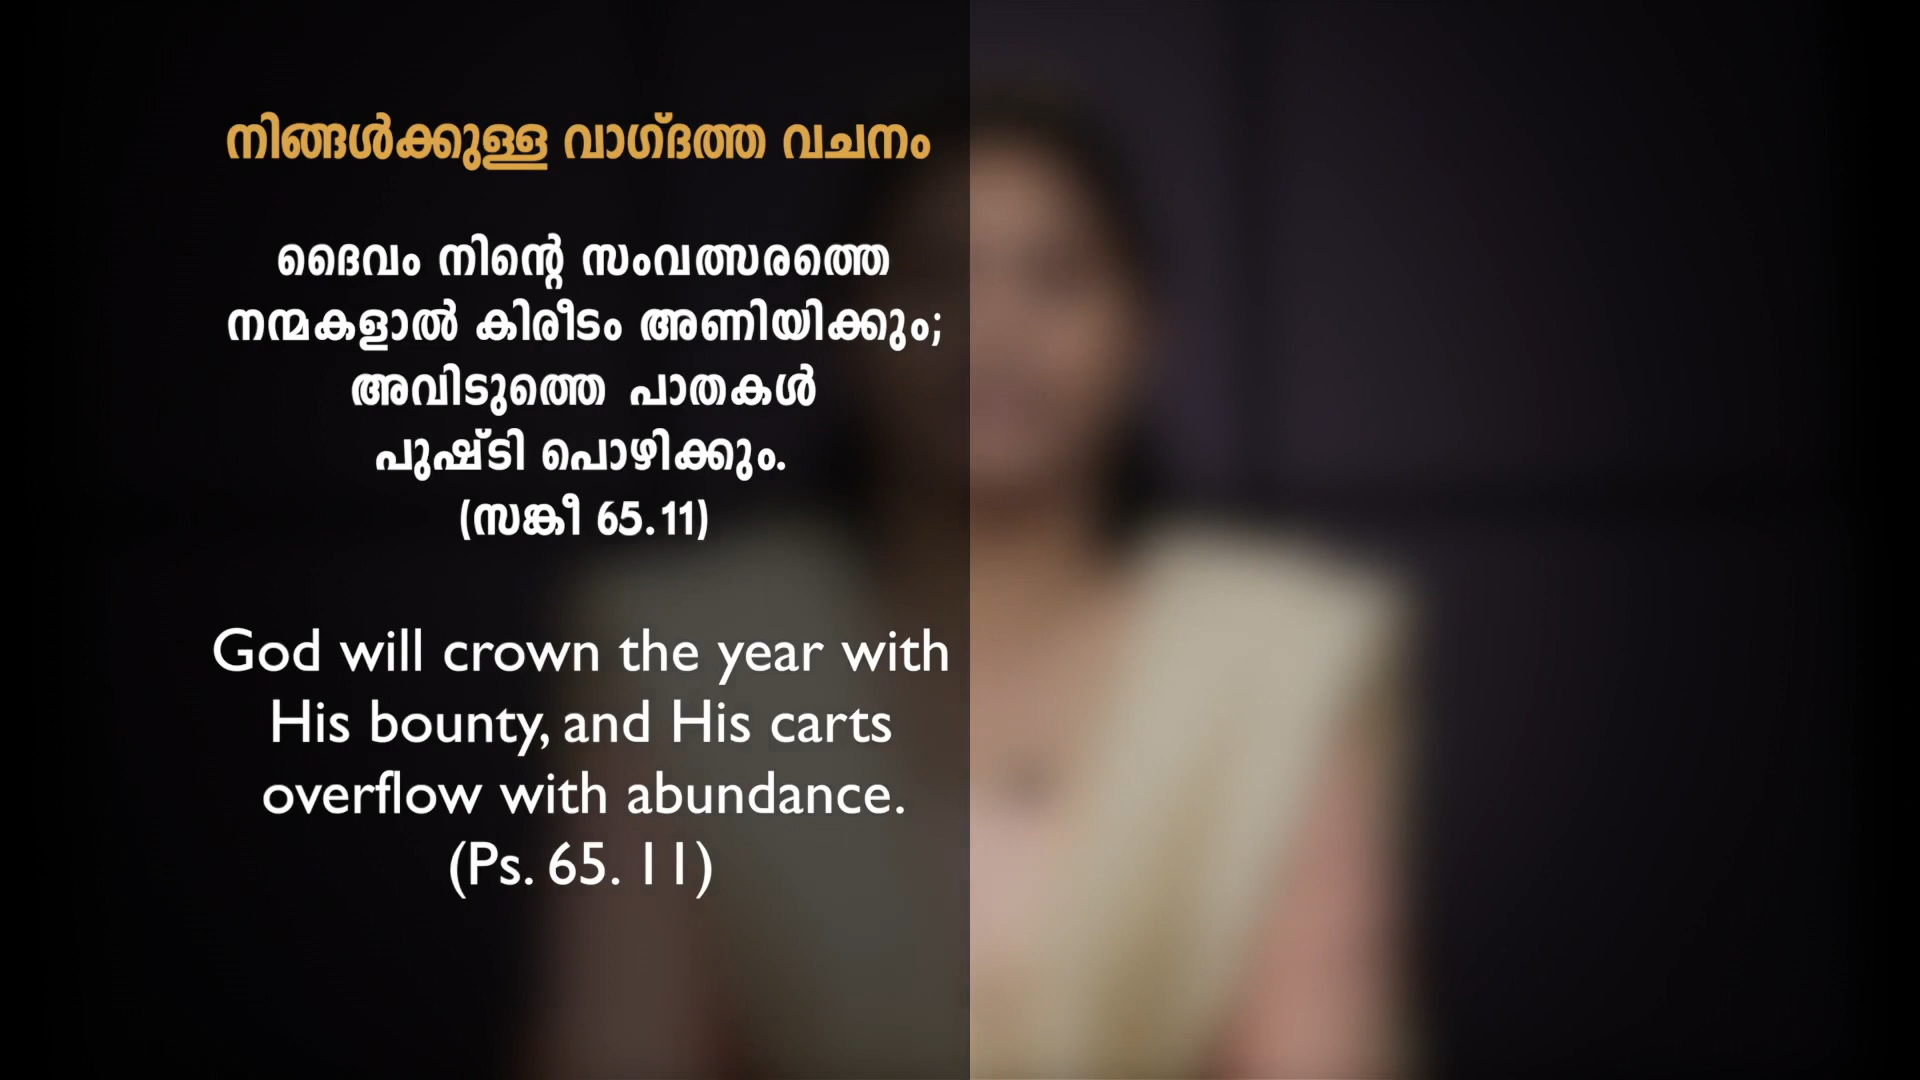 നിങ്ങൾക്കുള്ള വാഗ്ദത്ത വചനം
ദൈവം നിന്റെ സംവത്സരത്തെ
നന്മകളാൽ കിരീടം അണിയിക്കും;
അവിടുത്തെ പാതകൾ
പുഷ്ടി പൊഴിക്കും.
(സങ്കീ 65.11)
God will crown the year with
His bounty, and His carts
overflow with abundance.
(Ps. 65. 11)